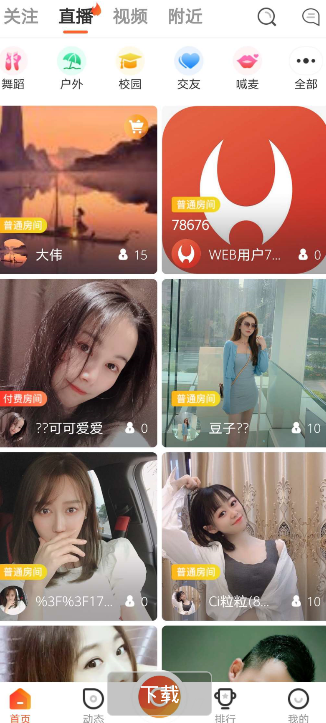 关注 直播 视频 附近
舞蹈 户外 校园 交友 喊麦 全部
普通房间
大伟 15
普通房间
78676
WEB用户7... 0
付费房间
??可可爱爱 0
普通房间
豆子?? 10
普通房间
%3F%3F17... 0
普通房间
Ci粒粒(8... 10
首页 动态 下载 排行 我的